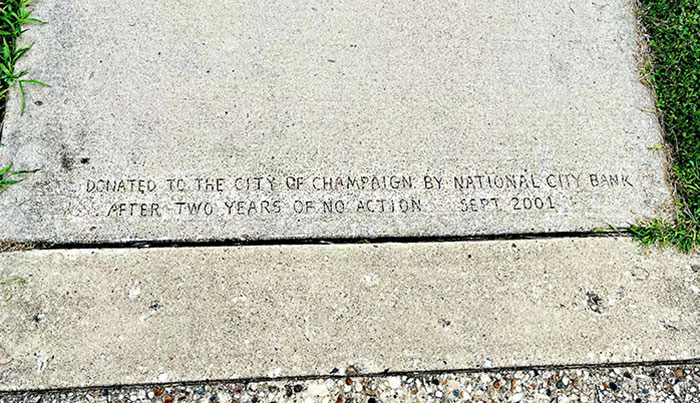 DONATED TO THE CITY OF CHAMPAIGN BY NATIONAL CITY BANK
AFTER TWO YEARS OF NO ACTION SEPT. 2001